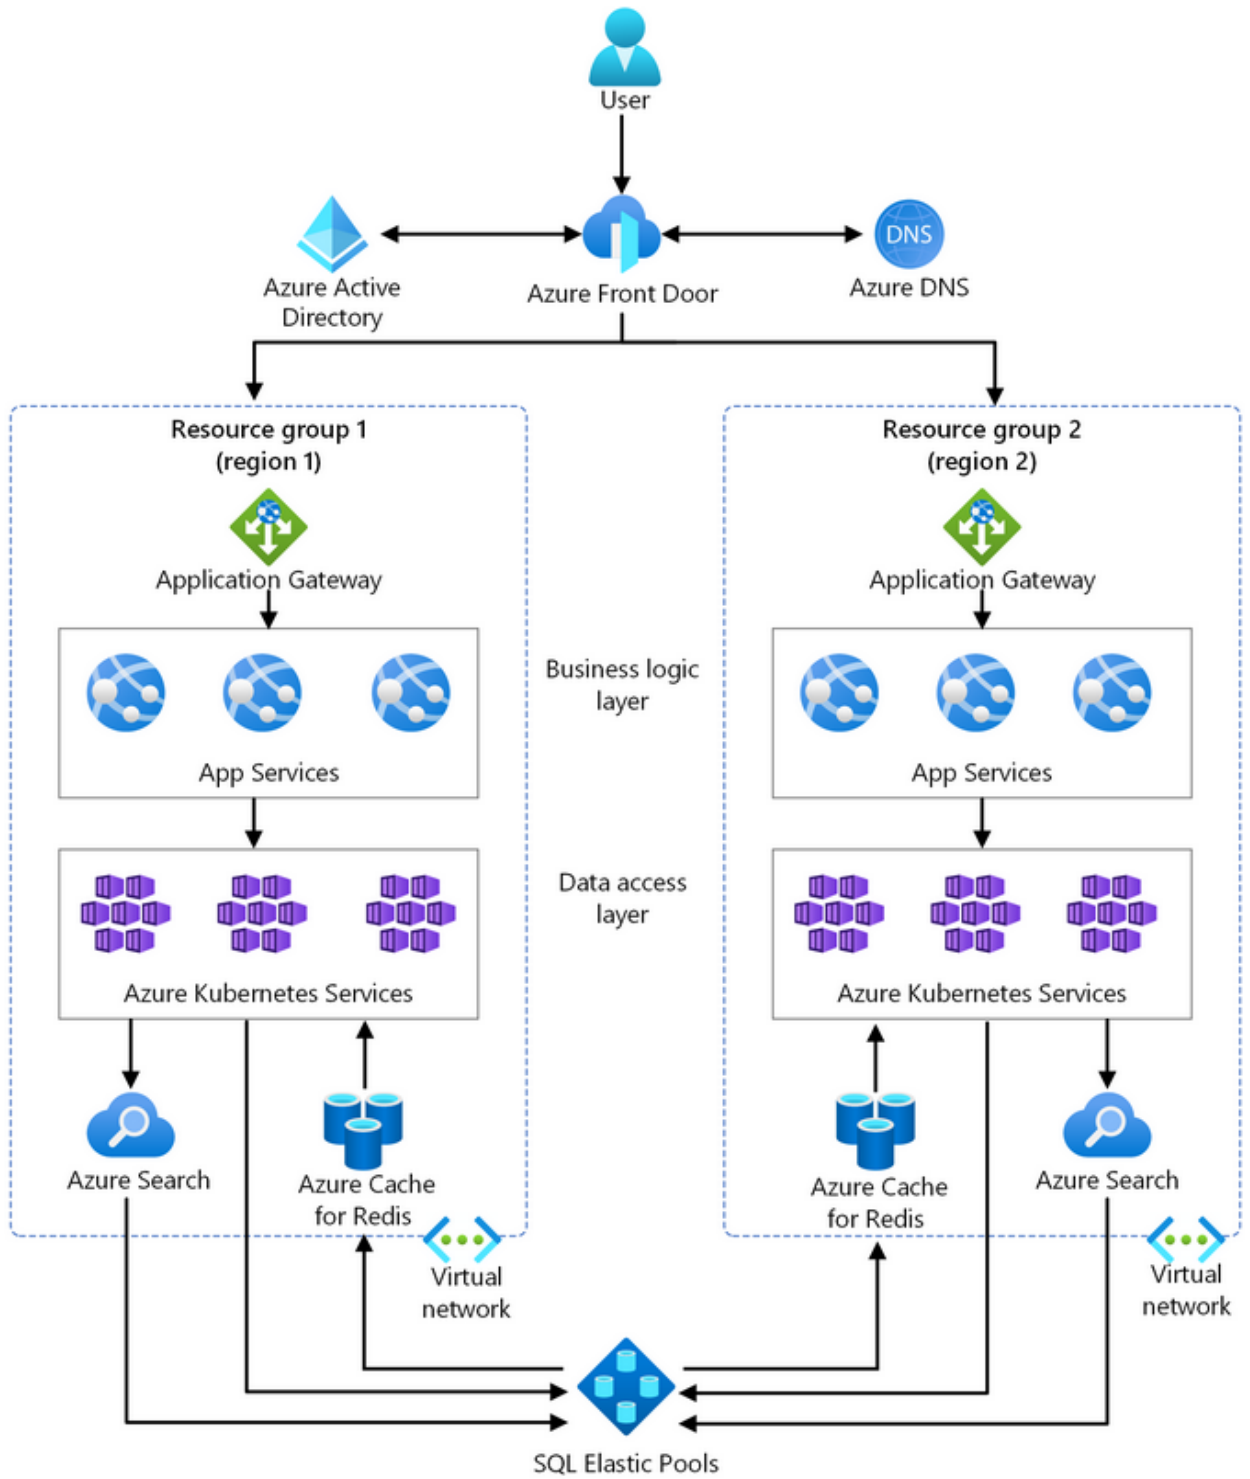 User
DNS
Azure Active
Directory
Azure Front Door
Azure DNS
Resource group 1
(region 1)
Resource group 2
(region 2)
Application Gateway
Application Gateway
App Services
Business logic
layer
App Services
Azure Kubernetes Services
Data access
layer
Azure Kubernetes Services
Azure Search
Azure Cache
for Redis
Azure Cache
for Redis
Azure Search
Virtual
network
Virtual
network
SQL Elastic Pools